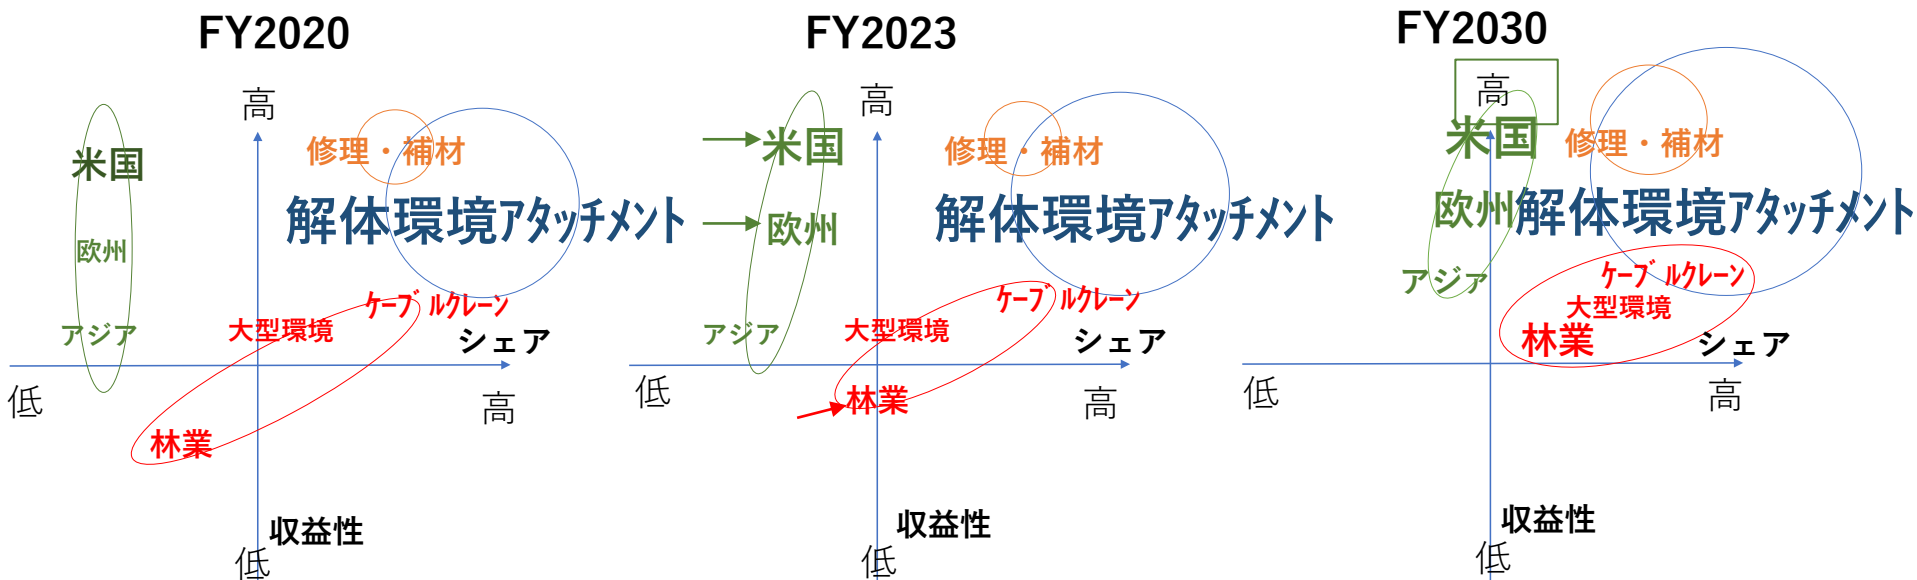 FY2020
高
米国
修理・補材
解体環境ｱﾀｯﾁﾒﾝﾄ
欧州
ｹｰﾌﾞﾙｸﾚｰﾝ
アジア
大型環境
シェア
低
高
林業
収益性
低
FY2023
高
米国
修理・補材
解体環境ｱﾀｯﾁﾒﾝﾄ
欧州
ｹｰﾌﾞﾙｸﾚｰﾝ
アジア
大型環境
シェア
低
高
林業
収益性
低
FY2030
高
米国
修理・補材
欧州
解体環境ｱﾀｯﾁﾒﾝﾄ
アジア
ｹｰﾌﾞﾙｸﾚｰﾝ
大型環境
林業
シェア
低
高
収益性
低